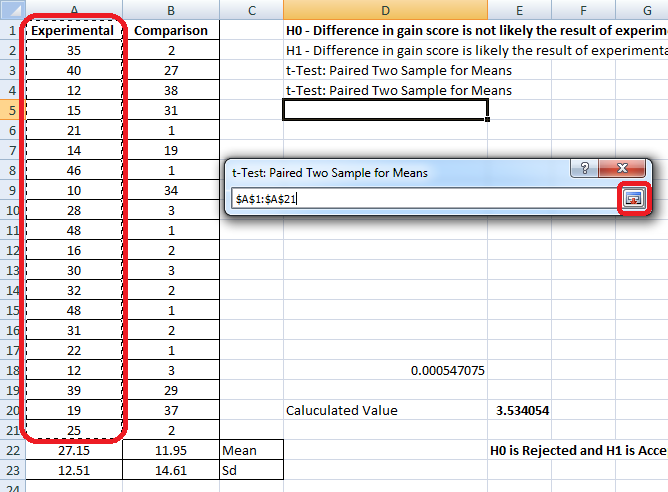 A B C D E F G
1 Experimental Comparison H0 - Difference in gain score is not likely the result of experim
2 35 2 H1 - Difference in gain score is likely the result of experimenta
3 40 27 t-Test: Paired Two Sample for Means
4 12 38 t-Test: Paired Two Sample for Means
5 15 31
6 21 1
7 14 19
8 46 1
t-Test: Paired Two Sample for Means ? X
9 10 34
$A$1:$A$21
10 28 3
11 48 1
12 16 2
13 30 3
14 32 2
15 48 1
16 31 2
17 22 1
18 12 3 0.000547075
19 39 29
20 19 37 Caluculated Value 3.534054
21 25 2
22 27.15 11.95 Mean H0 is Rejected and H1 is Acce
23 12.51 14.61 Sd
24